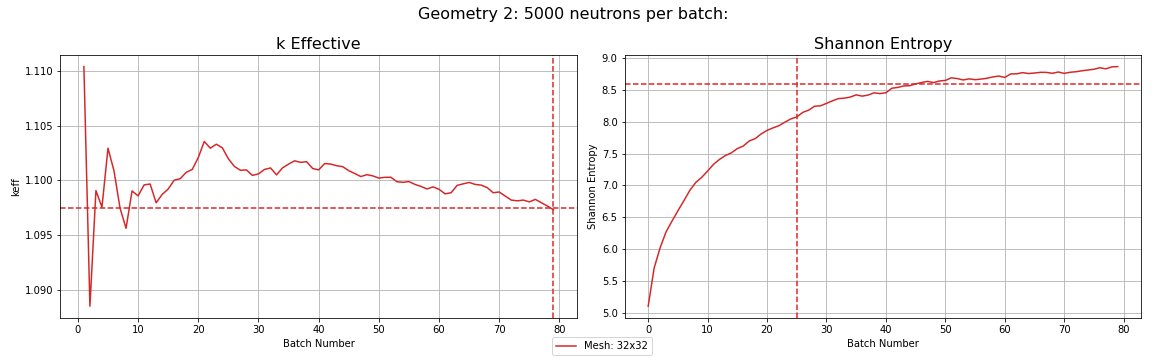 Geometry 2: 5000 neutrons per batch:
k Effective
keff
1.110
1.105
1.100
1.095
1.090
0 10 20 30 40 50 60 70 80
Batch Number
Shannon Entropy
Shannon Entropy
9.0
8.5
8.0
7.5
7.0
6.5
6.0
5.5
5.0
0 10 20 30 40 50 60 70 80
Batch Number
Mesh: 32x32